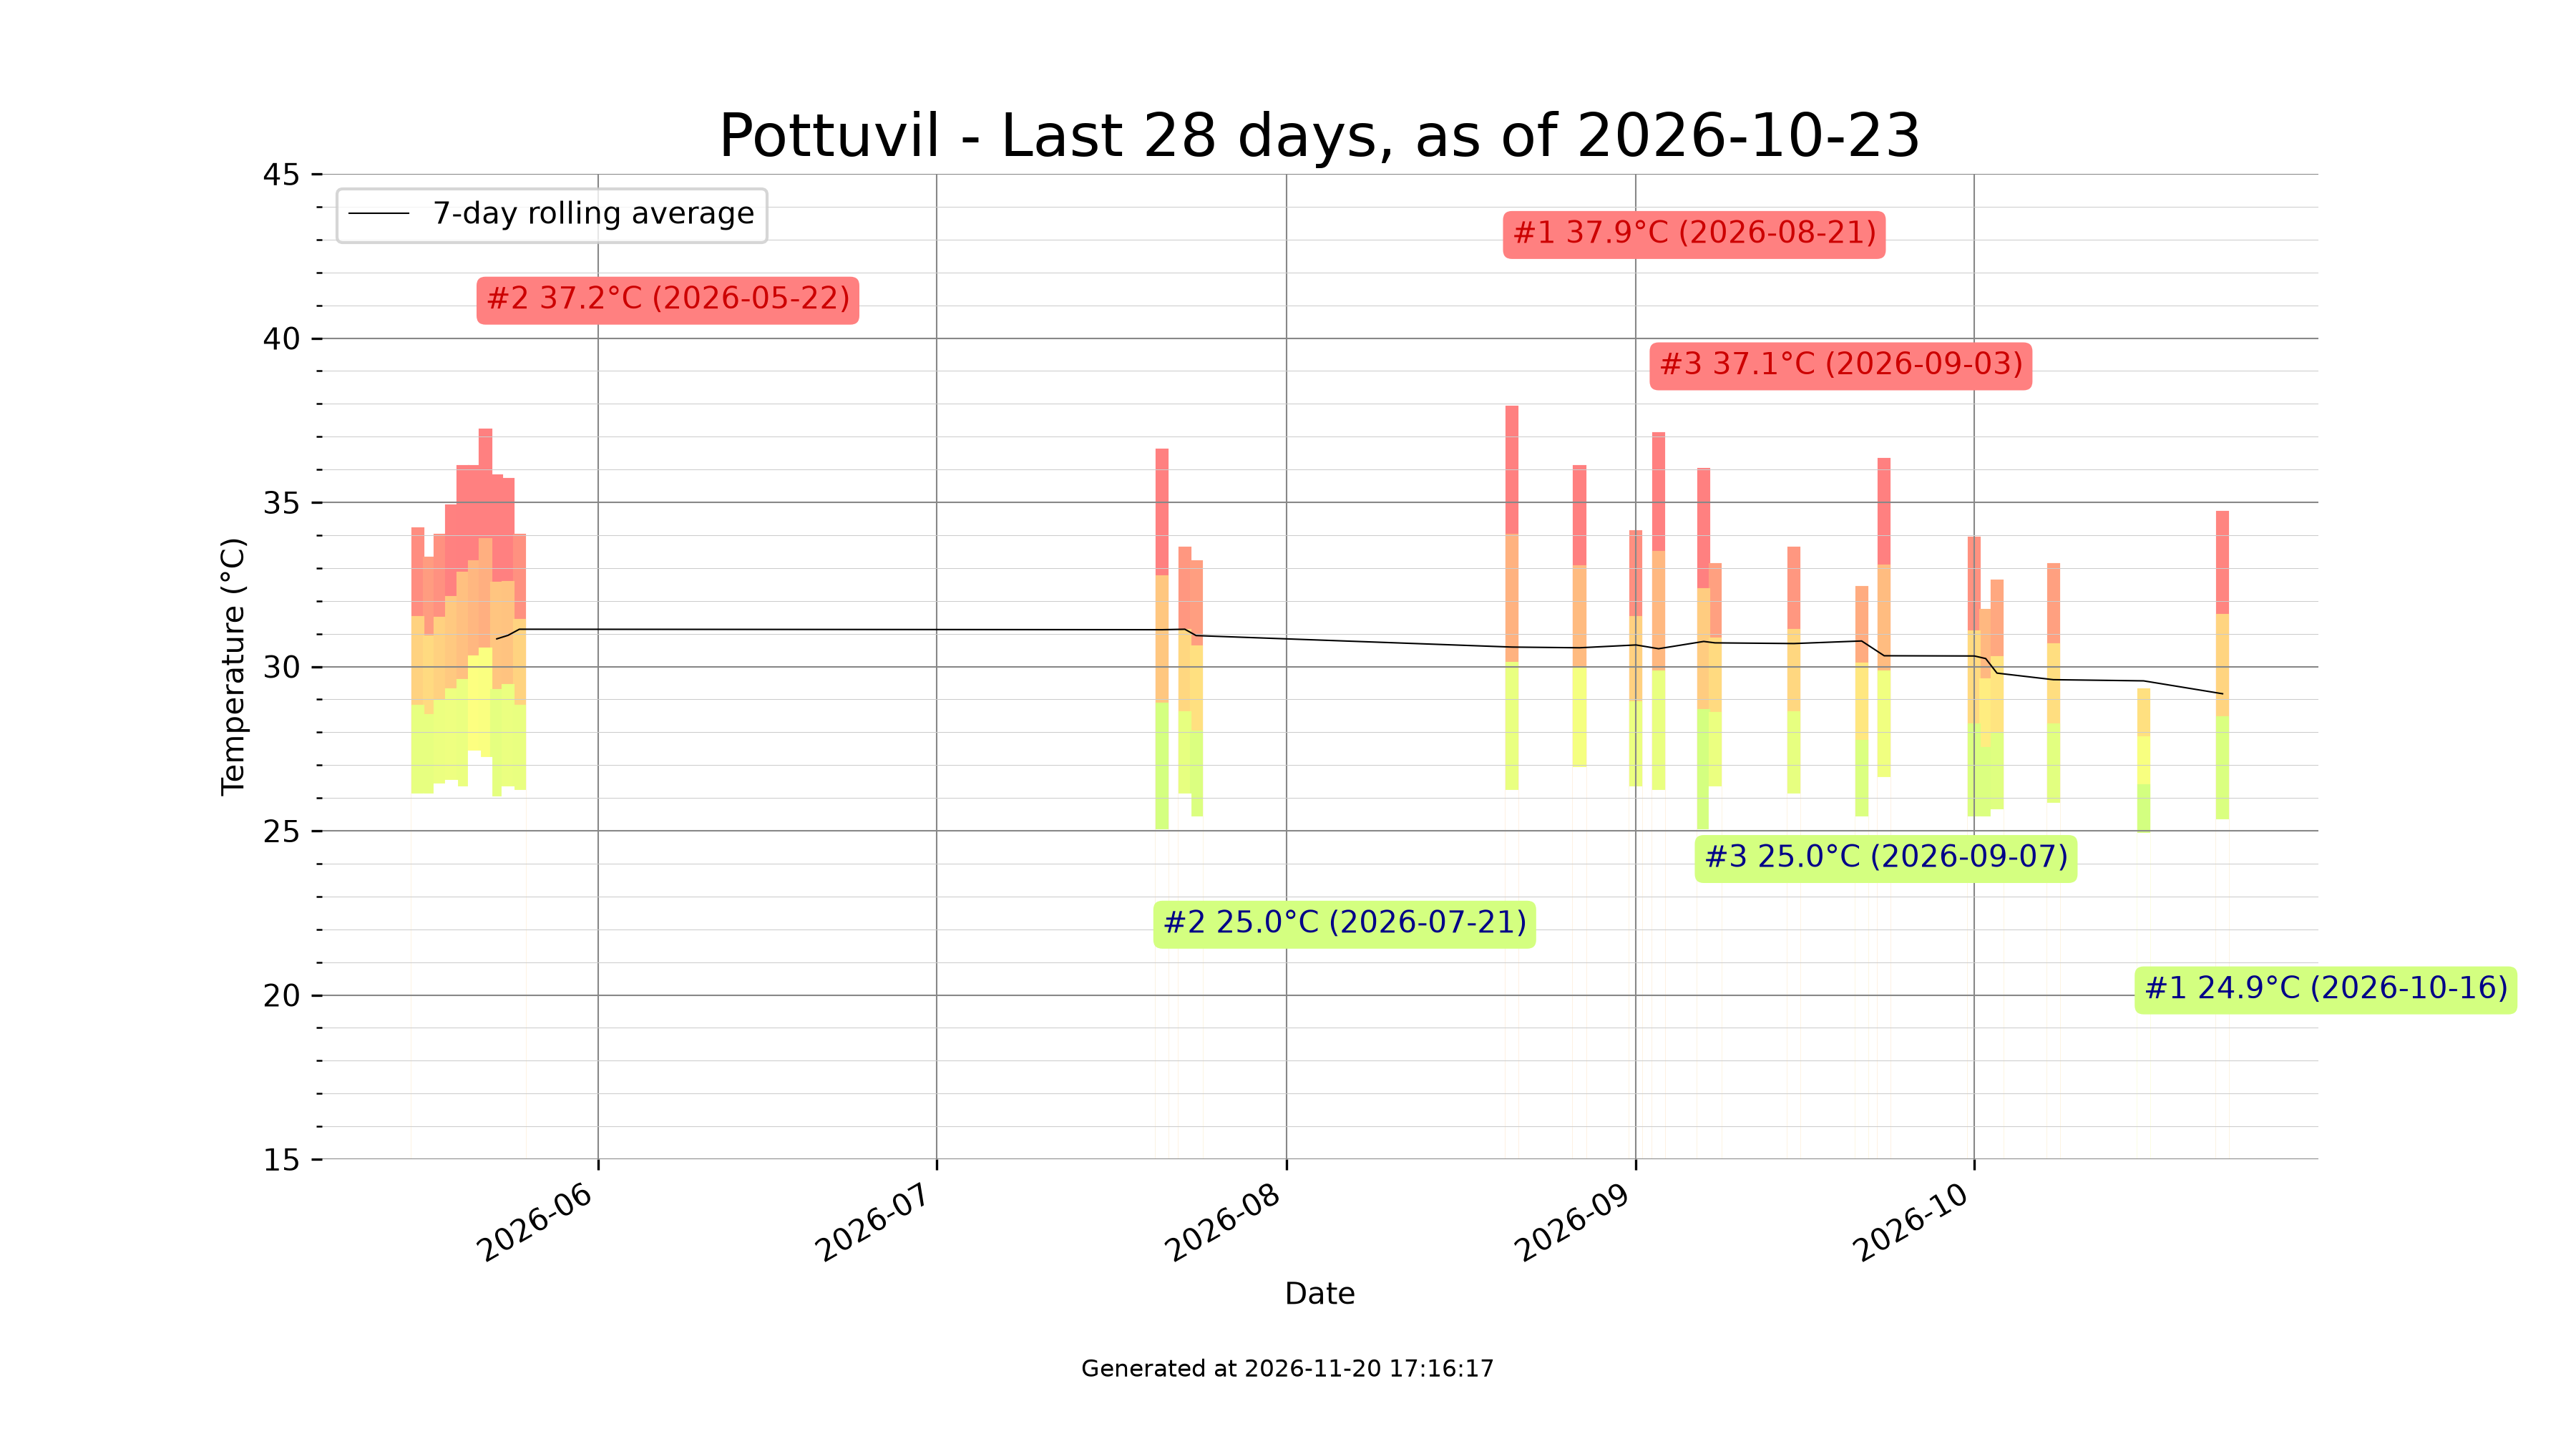 Pottuvil - Last 28 days, as of 2026-10-23
45
7-day rolling average
#1 37.9°C (2026-08-21)
#2 37.2°C (2026-05-22)
40
#3 37.1°C (2026-09-03)
35
Temperature (°C)
30
25
#3 25.0°C (2026-09-07)
#2 25.0°C (2026-07-21)
20
#1 24.9°C (2026-10-16)
15
2026-06
2026-07
2026-08
2026-09
2026-10
Date
Generated at 2026-11-20 17:16:17